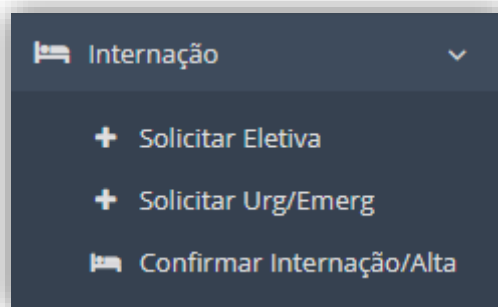 Internação
Solicitar Eletiva
Solicitar Urg/Emerg
Confirmar Internação/Alta